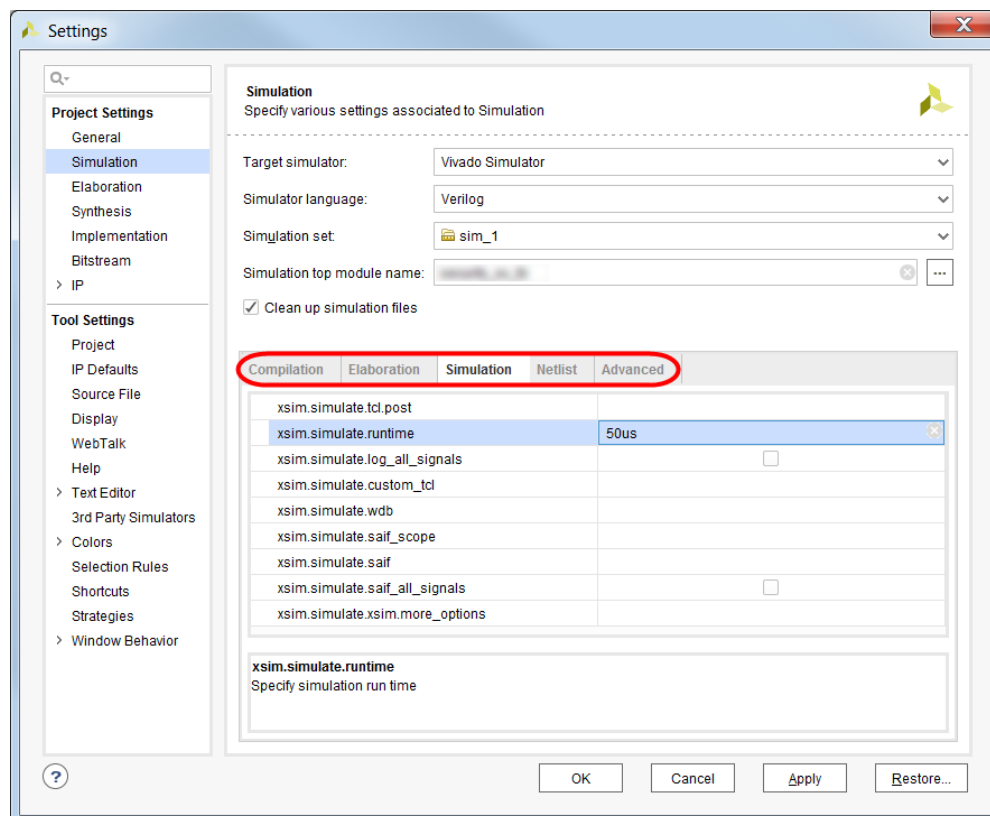 Settings
Project Settings
General
Simulation
Elaboration
Synthesis
Implementation
Bitstream
> IP
Tool Settings
Project
IP Defaults
Source File
Display
WebTalk
Help
> Text Editor
3rd Party Simulators
> Colors
Selection Rules
Shortcuts
Strategies
> Window Behavior
Simulation
Specify various settings associated to Simulation
Target simulator: Vivado Simulator
Simulator language: Verilog
Simulation set: sim_1
Simulation top module name: ...
Clean up simulation files
Compilation Elaboration Simulation Netlist Advanced
xsim.simulate.tcl.post
xsim.simulate.runtime 50us
xsim.simulate.log_all_signals
xsim.simulate.custom_tcl
xsim.simulate.wdb
xsim.simulate.saif_scope
xsim.simulate.saif
xsim.simulate.saif_all_signals
xsim.simulate.xsim.more_options
xsim.simulate.runtime
Specify simulation run time
? OK Cancel Apply Restore...